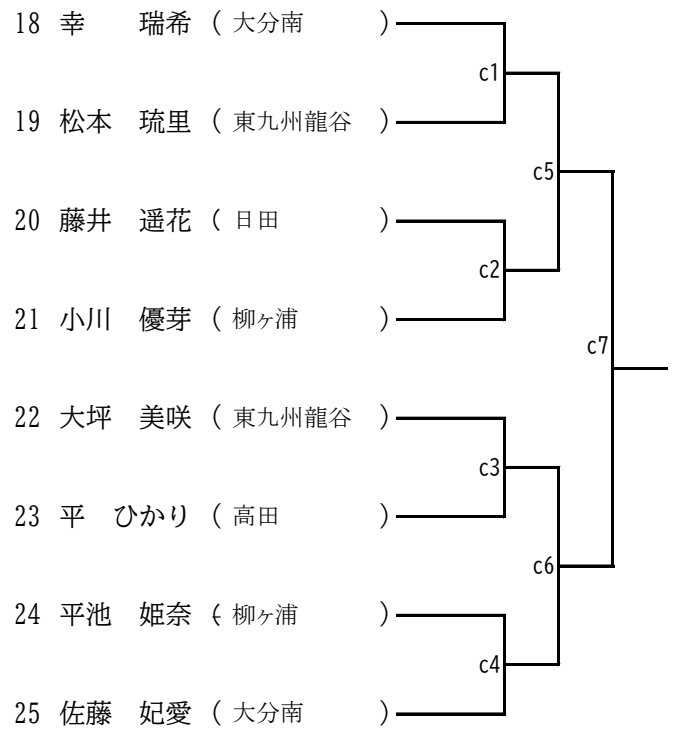 18 幸　瑞希 ( 大分南 )
c1
19 松本　琉里 ( 東九州龍谷 )
c5
20 藤井　遥花 ( 日田 )
c2
21 小川　優芽 ( 柳ヶ浦 )
c7
22 大坪　美咲 ( 東九州龍谷 )
c3
23 平　ひかり ( 高田 )
c6
24 平池　姫奈 ( 柳ヶ浦 )
c4
25 佐藤　妃愛 ( 大分南 )